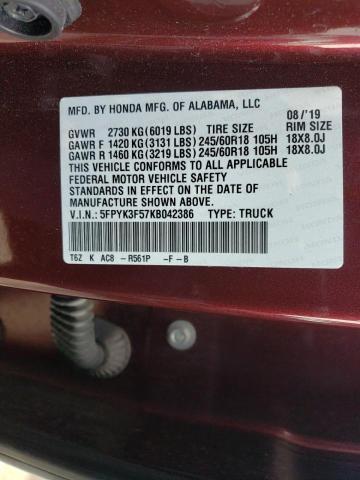 MFD. BY HONDA MFG. OF ALABAMA, LLC 08/'19
GVWR 2730 KG(6019 LBS) TIRE SIZE RIM SIZE
GAWR F 1420 KG(3131 LBS) 245/60R18 105H 18X8.0J
GAWR R 1460 KG(3219 LBS) 245/60R18 105H 18X8.0J
THIS VEHICLE CONFORMS TO ALL APPLICABLE
FEDERAL MOTOR VEHICLE SAFETY
STANDARDS IN EFFECT ON THE DATE OF
MANUFACTURE SHOWN ABOVE.
V.I.N.: 5FPYK3F57KB042386 TYPE: TRUCK
T6Z K AC8 - R561P -F-B